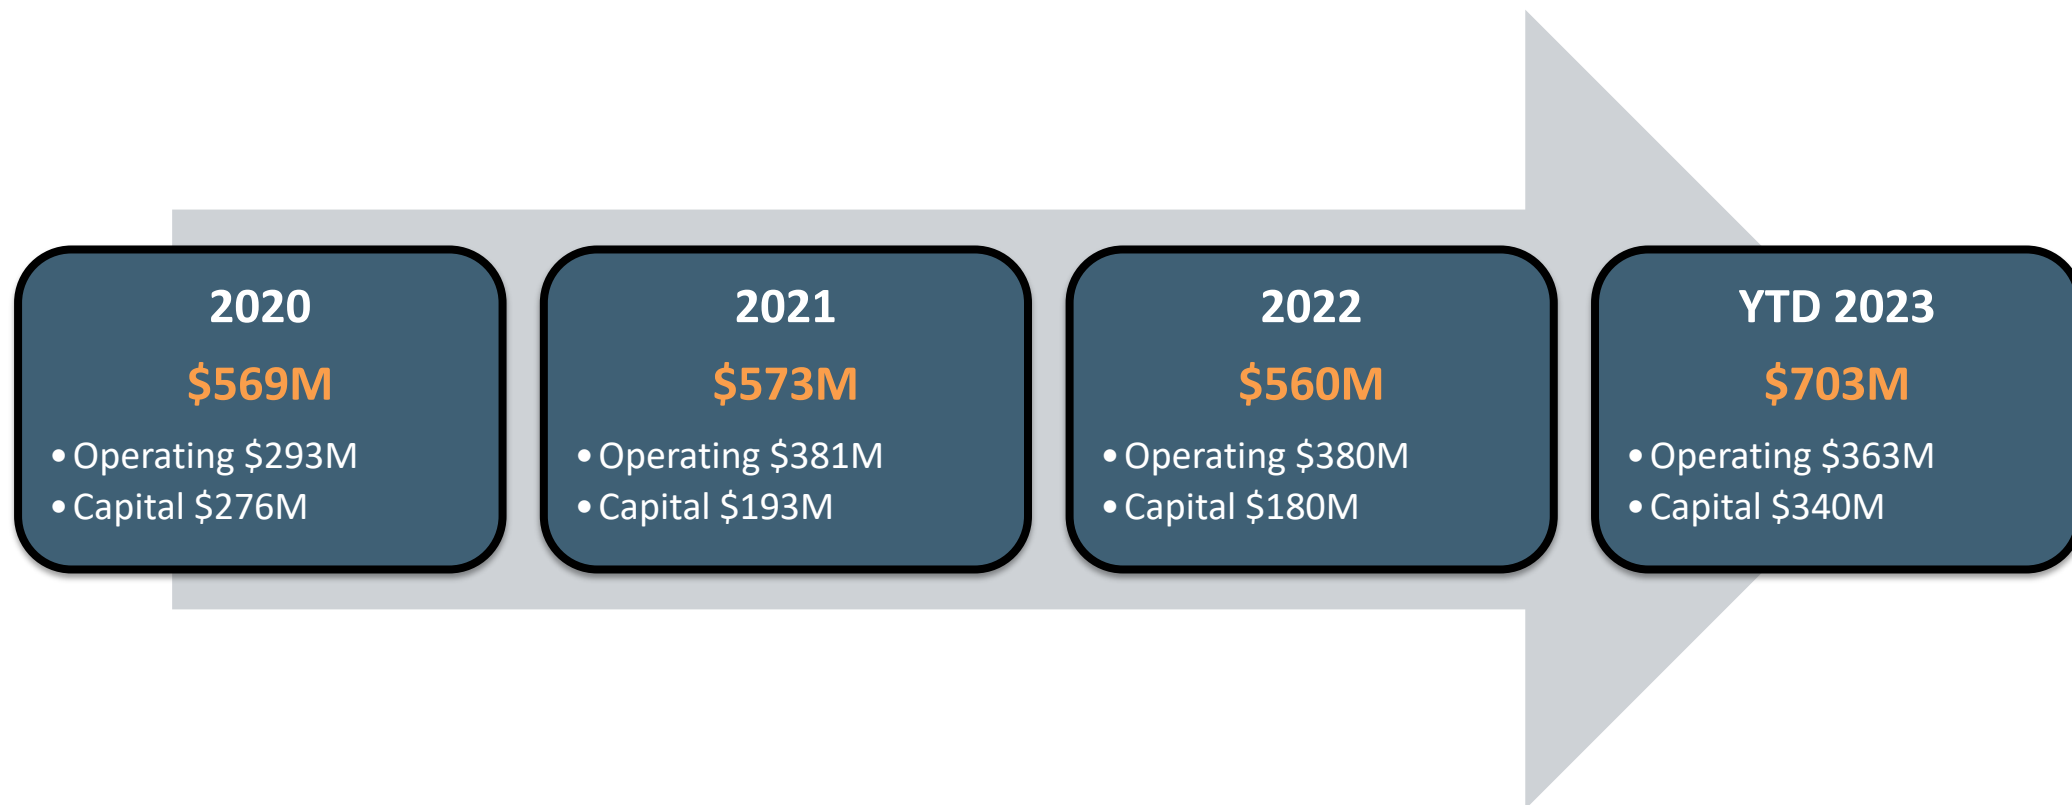 2020
$569M
• Operating $293M
• Capital $276M
2021
$573M
• Operating $381M
• Capital $193M
2022
$560M
• Operating $380M
• Capital $180M
YTD 2023
$703M
• Operating $363M
• Capital $340M